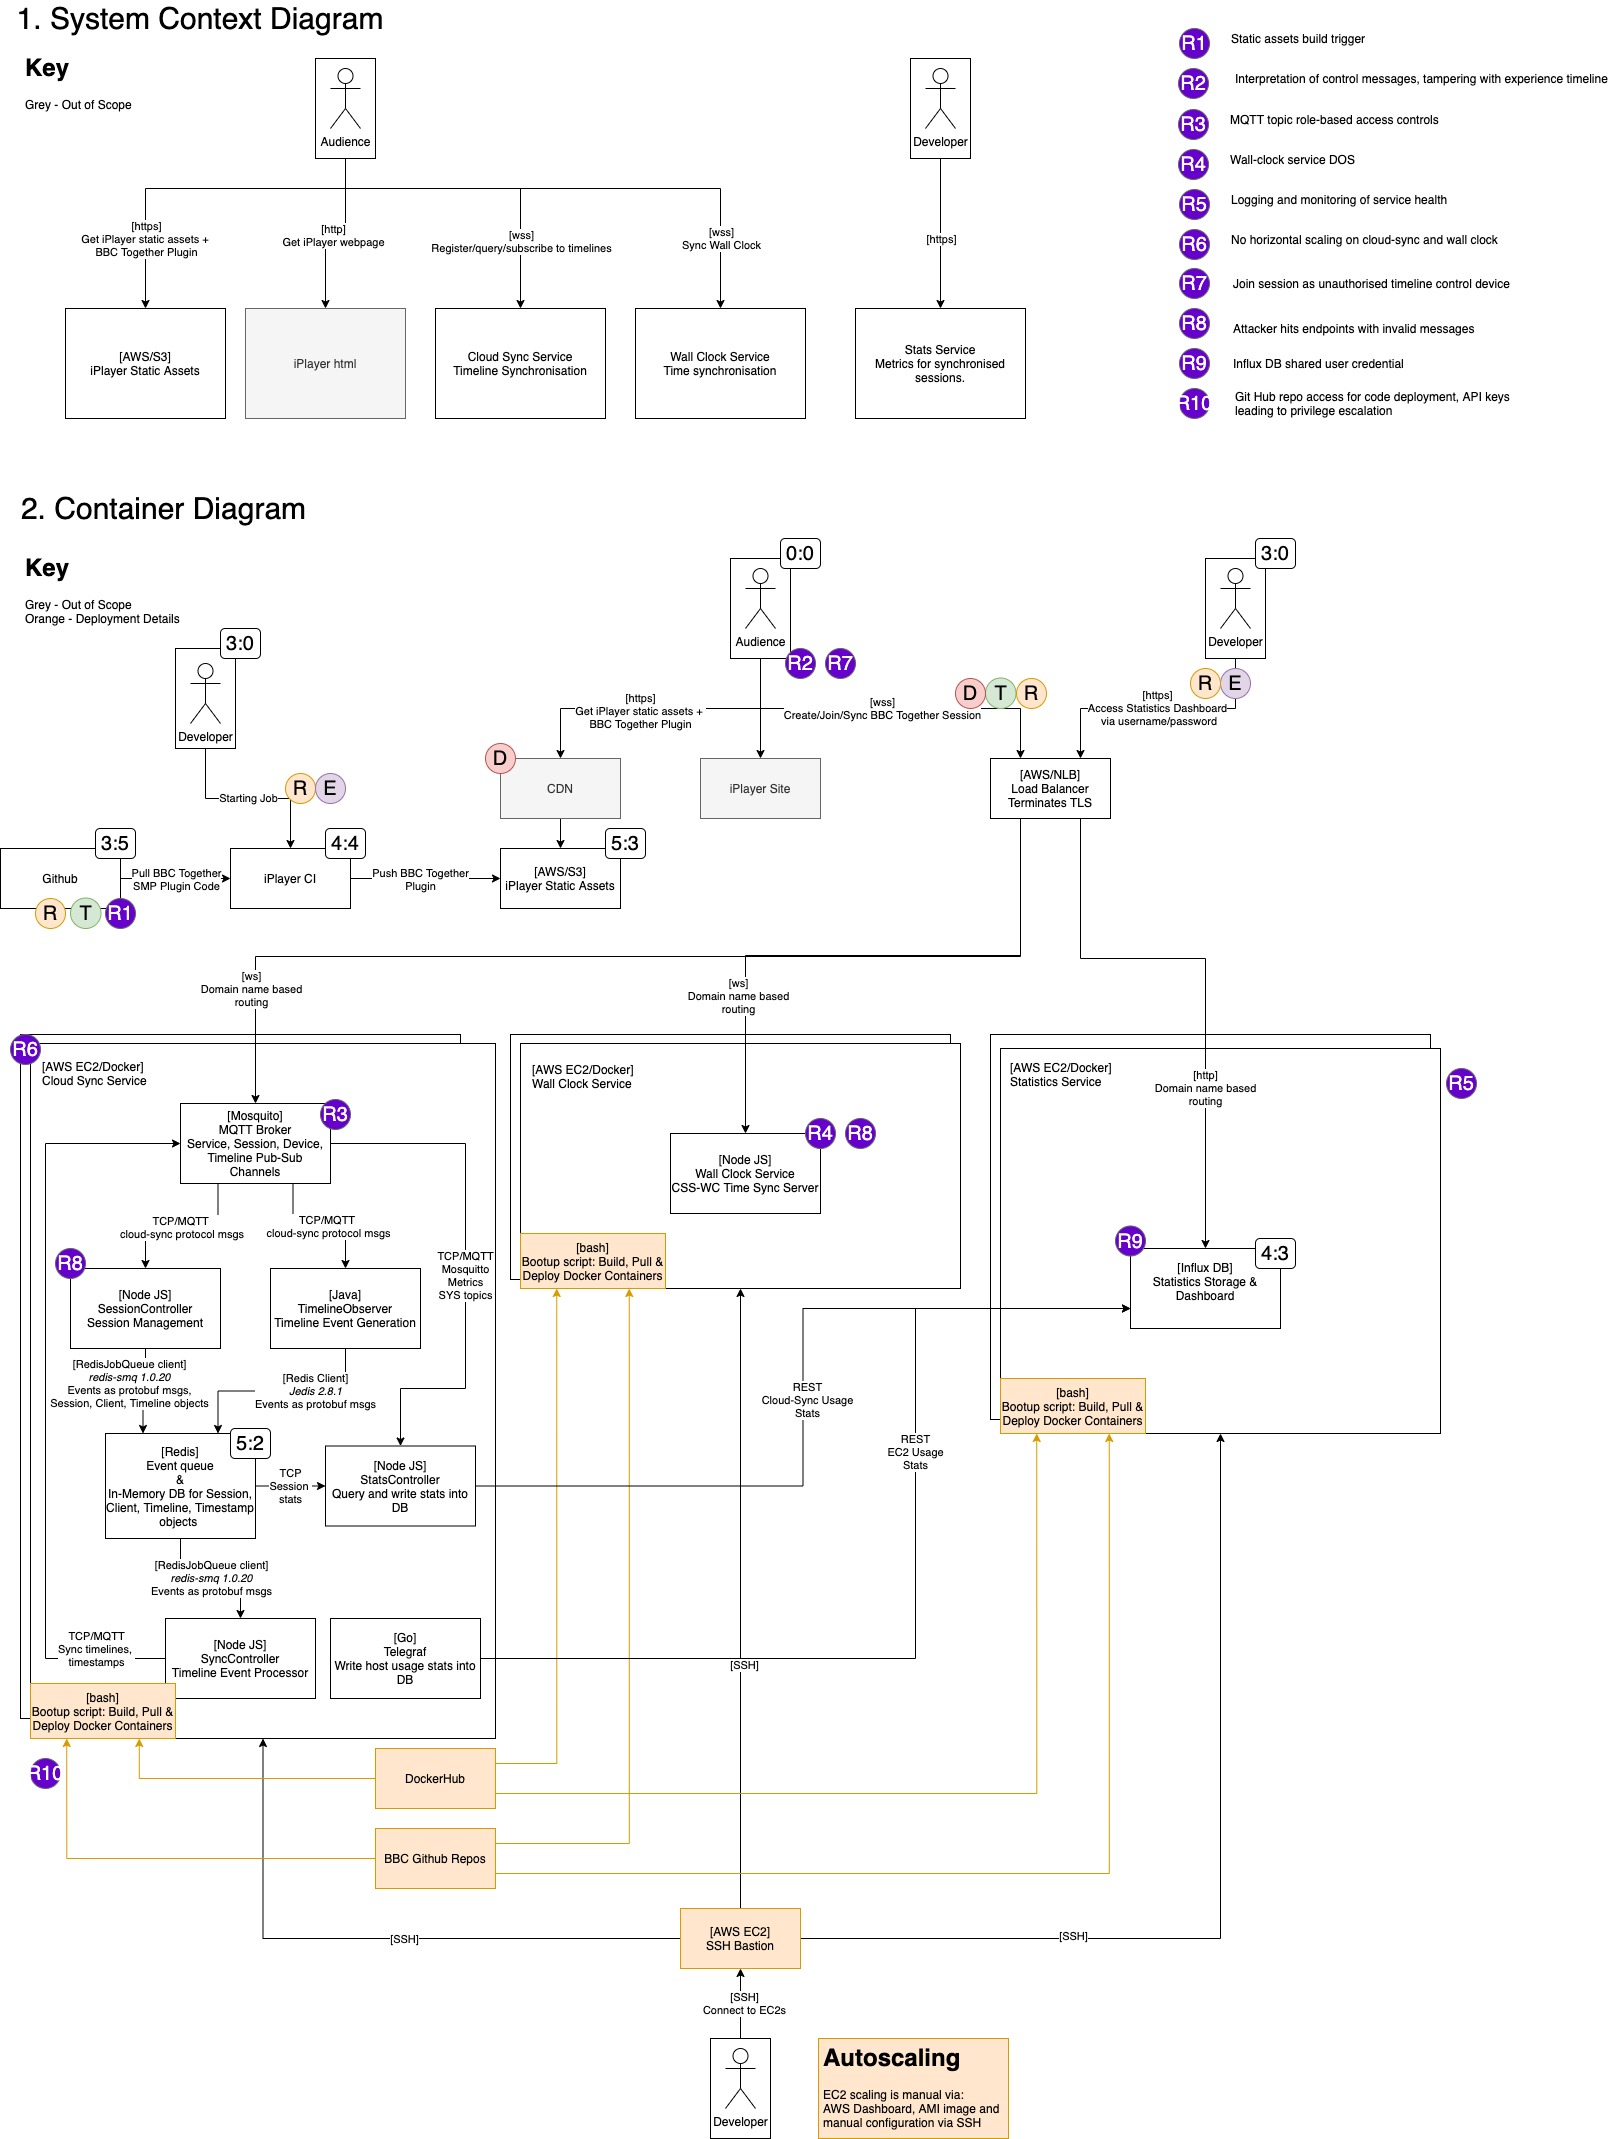 1. System Context Diagram
Key
Grey - Out of Scope
Audience
Developer
[https]
Get iPlayer static assets +
BBC Together Plugin
[http]
Get iPlayer webpage
[wss]
Register/query/subscribe to timelines
[wss]
Sync Wall Clock
[https]
[AWS/S3]
iPlayer Static Assets
iPlayer html
Cloud Sync Service
Timeline Synchronisation
Wall Clock Service
Time synchronisation
Stats Service
Metrics for synchronised
sessions.
R1 Static assets build trigger
R2 Interpretation of control messages, tampering with experience timeline
R3 MQTT topic role-based access controls
R4 Wall-clock service DOS
R5 Logging and monitoring of service health
R6 No horizontal scaling on cloud-sync and wall clock
R7 Join session as unauthorised timeline control device
R8 Attacker hits endpoints with invalid messages
R9 Influx DB shared user credential
R10 Git Hub repo access for code deployment, API keys
leading to privilege escalation
2. Container Diagram
Key
Grey - Out of Scope
Orange - Deployment Details
3:0
Developer
0:0
Audience
R2 R7
3:0
Developer
R E
[https]
Access Statistics Dashboard
via username/password
[https]
Get iPlayer static assets +
BBC Together Plugin
D T R
[wss]
Create/Join/Sync BBC Together Session
Starting Job
R E
D
CDN
iPlayer Site
[AWS/NLB]
Load Balancer
Terminates TLS
3:5
Github
R T R1
Pull BBC Together
SMP Plugin Code
4:4
iPlayer CI
Push BBC Together
Plugin
5:3
[AWS/S3]
iPlayer Static Assets
[ws]
Domain name based
routing
[ws]
Domain name based
routing
R6
[AWS EC2/Docker]
Cloud Sync Service
[AWS EC2/Docker]
Wall Clock Service
[AWS EC2/Docker]
Statistics Service
R5
[http]
Domain name based
routing
[Mosquito]
MQTT Broker
Service, Session, Device,
Timeline Pub-Sub
Channels
R3
R4 R8
[Node JS]
Wall Clock Service
CSS-WC Time Sync Server
TCP/MQTT
cloud-sync protocol msgs
TCP/MQTT
cloud-sync protocol msgs
TCP/MQTT
Mosquitto
Metrics
SYS topics
R8
[Node JS]
SessionController
Session Management
[Java]
TimelineObserver
Timeline Event Generation
[bash]
Bootup script: Build, Pull &
Deploy Docker Containers
R9
4:3
[Influx DB]
Statistics Storage &
Dashboard
[RedisJobQueue client]
redis-smq 1.0.20
Events as protobuf msgs,
Session, Client, Timeline objects
[Redis Client]
Jedis 2.8.1
Events as protobuf msgs
REST
Cloud-Sync Usage
Stats
REST
EC2 Usage
Stats
[bash]
Bootup script: Build, Pull &
Deploy Docker Containers
5:2
[Redis]
Event queue
&
In-Memory DB for Session,
Client, Timeline, Timestamp
objects
TCP
Session
stats
[Node JS]
StatsController
Query and write stats into
DB
[RedisJobQueue client]
redis-smq 1.0.20
Events as protobuf msgs
TCP/MQTT
Sync timelines,
timestamps
[Node JS]
SyncController
Timeline Event Processor
[Go]
Telegraf
Write host usage stats into
DB
[SSH]
[bash]
Bootup script: Build, Pull &
Deploy Docker Containers
R10
DockerHub
BBC Github Repos
[SSH]
[AWS EC2]
SSH Bastion
[SSH]
[SSH]
Connect to EC2s
Developer
Autoscaling
EC2 scaling is manual via:
AWS Dashboard, AMI image and
manual configuration via SSH